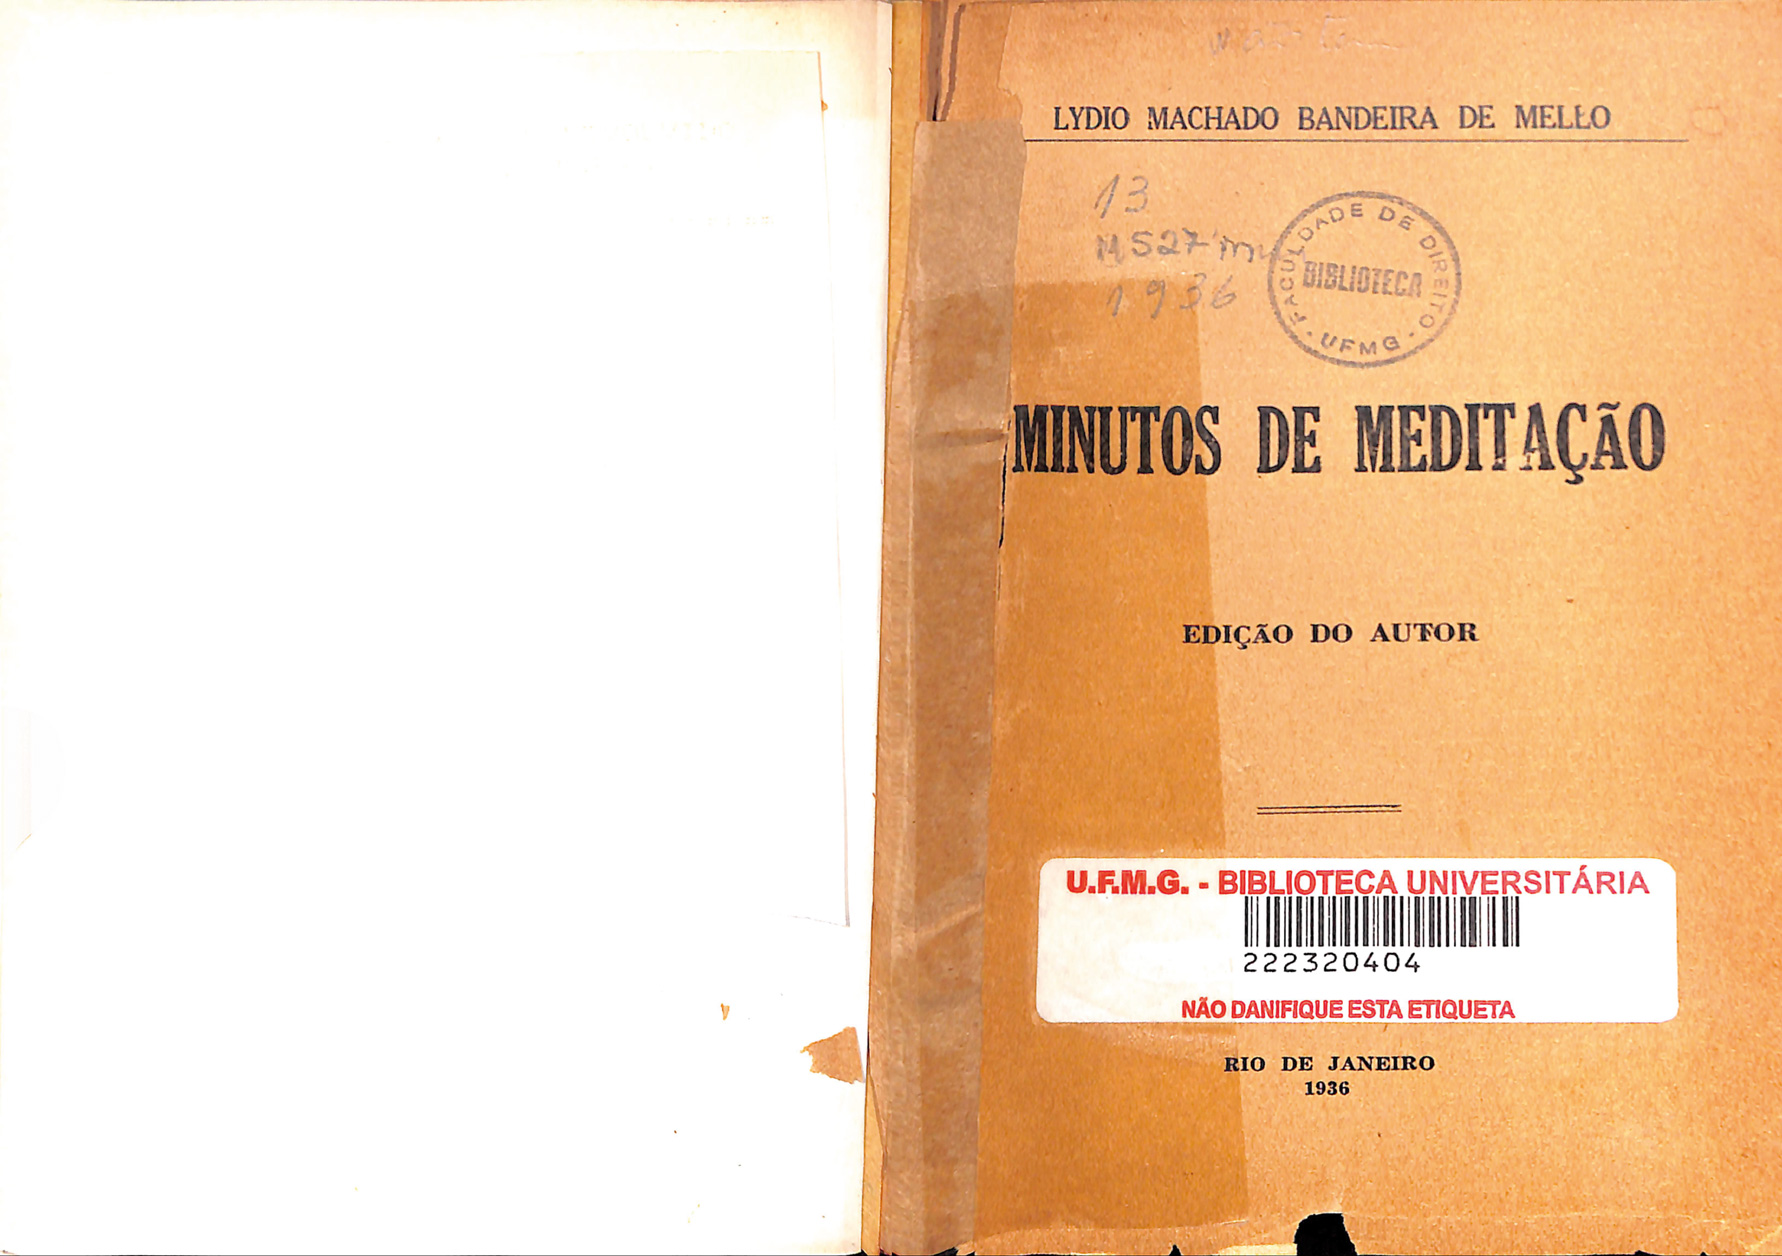 LYDIO MACHADO BANDEIRA DE MELLO
13
M527m
1936
FACULDADE DE DIREITO
BIBLIOTECA
· UFMG ·
MINUTOS DE MEDITAÇÃO
EDIÇÃO DO AUTOR
U.F.M.G. - BIBLIOTECA UNIVERSITÁRIA
222320404
NÃO DANIFIQUE ESTA ETIQUETA
RIO DE JANEIRO
1936